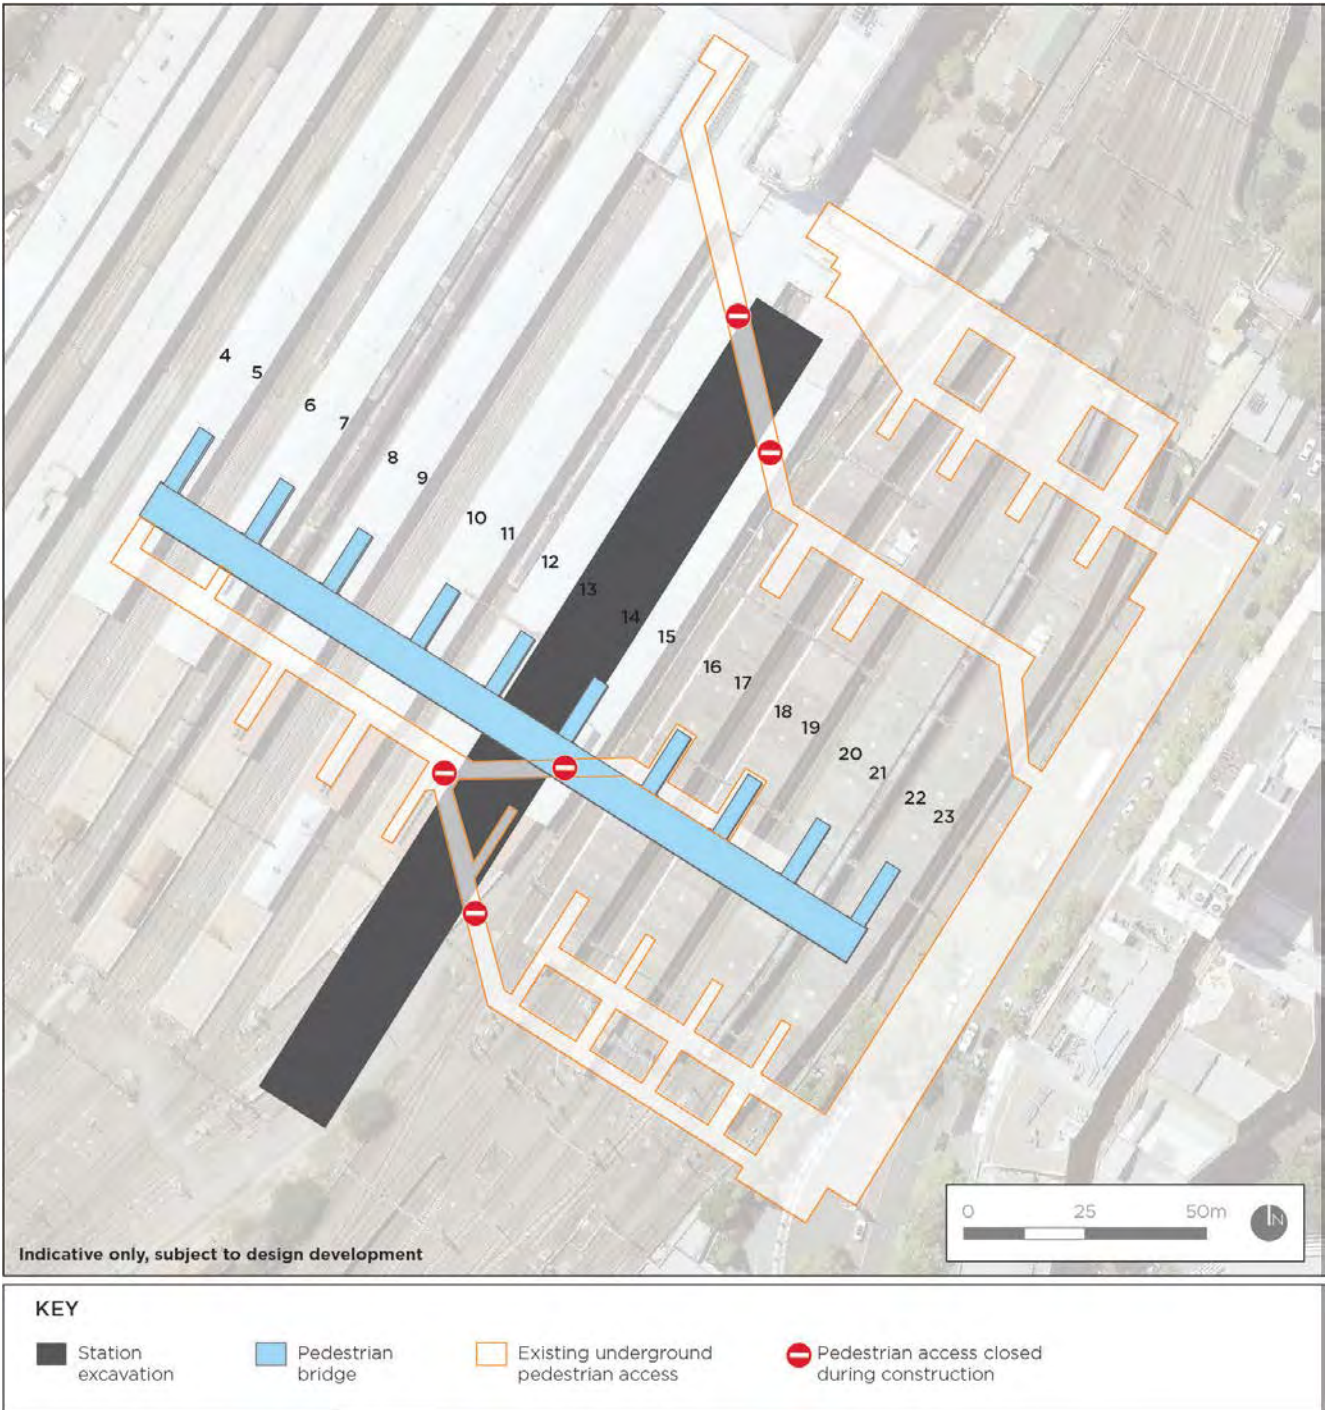 4
5
6
7
8
9
10
11
12
13
14
15
16
17
18
19
20
21
22
23
0 25 50m
N
Indicative only, subject to design development
KEY
Station
excavation
Pedestrian
bridge
Existing underground
pedestrian access
Pedestrian access closed
during construction